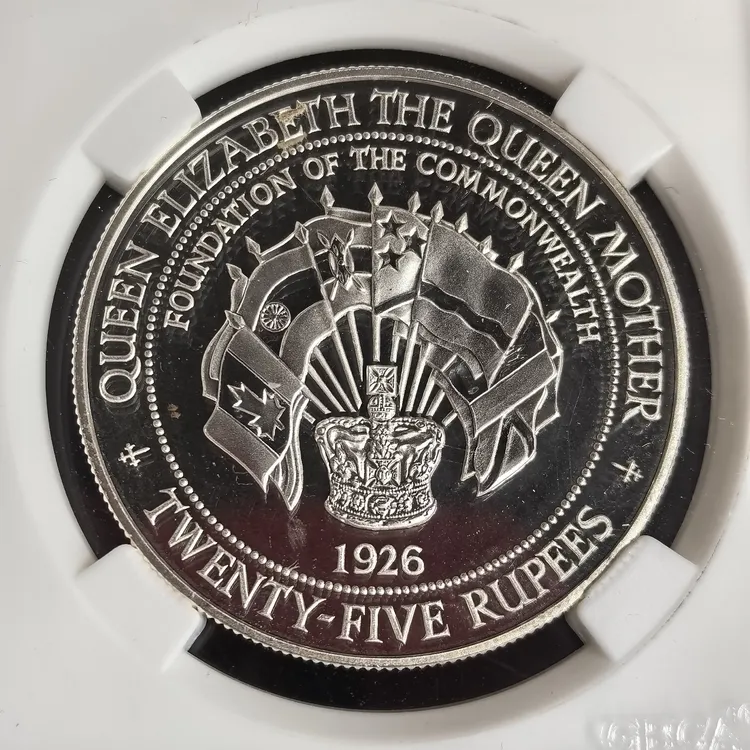 QUEEN ELIZABETH THE QUEEN MOTHER
FOUNDATION OF THE COMMONWEALTH
1926
TWENTY-FIVE RUPEES